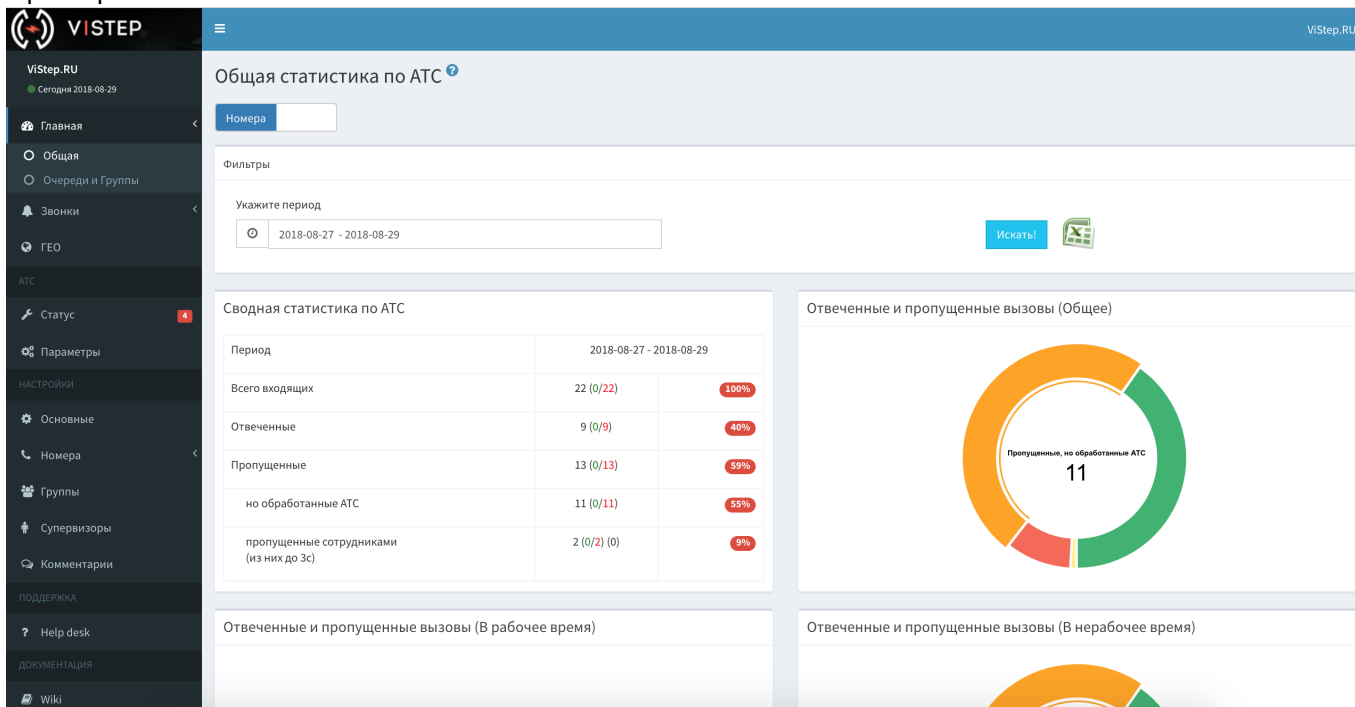 VISTEP
ViStep.RU
ViStep.RU
Сегодня 2018-08-29
Главная
Общая
Очереди и Группы
Звонки
ГЕО
АТС
Статус 4
Параметры
НАСТРОЙКИ
Основные
Номера
Группы
Супервизоры
Комментарии
ПОДДЕРЖКА
? Help desk
ДОКУМЕНТАЦИЯ
Wiki
Общая статистика по АТС ?
Номера
Фильтры
Укажите период
2018-08-27 - 2018-08-29
Искать!
Сводная статистика по АТС
Период 2018-08-27 - 2018-08-29
Всего входящих 22 (0/22) 100%
Отвеченные 9 (0/9) 40%
Пропущенные 13 (0/13) 59%
но обработанные АТС 11 (0/11) 55%
пропущенные сотрудниками 2 (0/2) (0) 9%
(из них до 3с)
Отвеченные и пропущенные вызовы (Общее)
Пропущенные, но обработанные АТС
11
Отвеченные и пропущенные вызовы (В рабочее время)
Отвеченные и пропущенные вызовы (В нерабочее время)